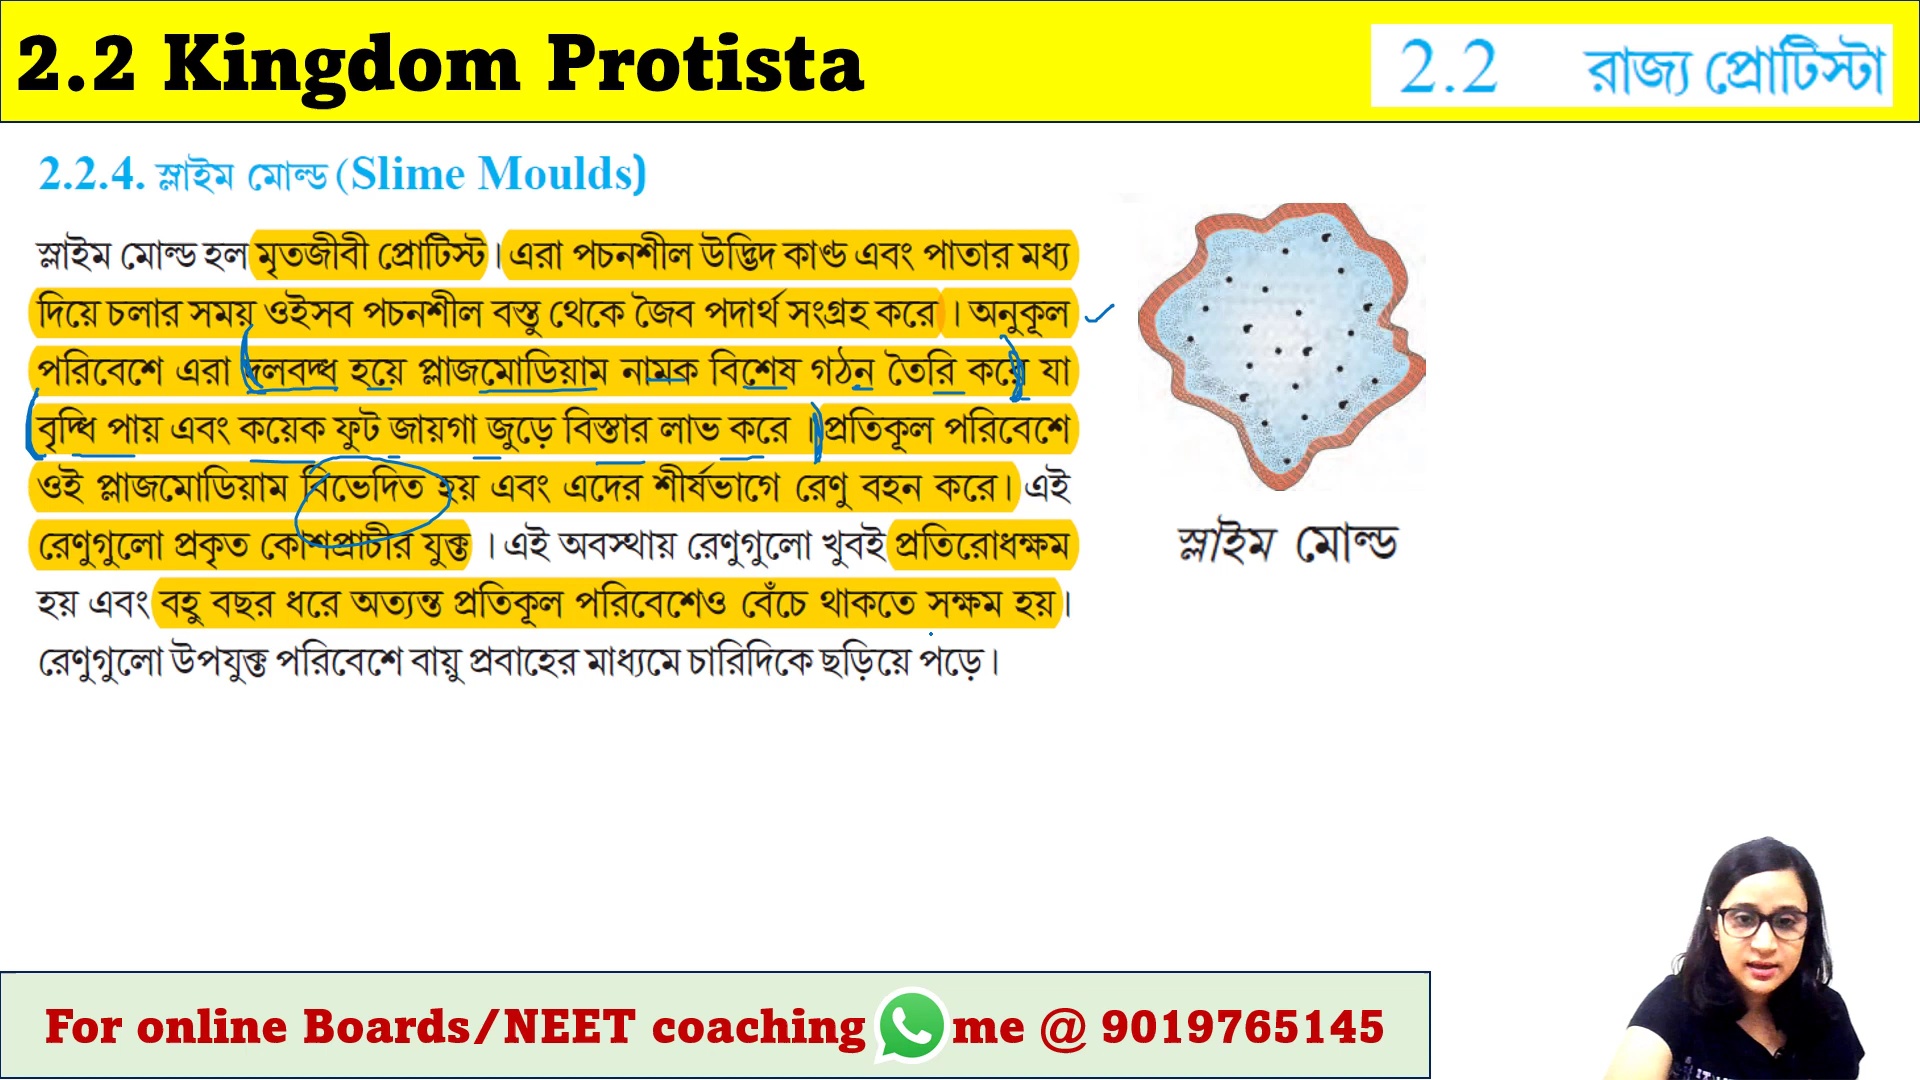 2.2 Kingdom Protista
2.2 রাজ্য প্রোটিস্টা
2.2.4. স্লাইম মোল্ড (Slime Moulds)
স্লাইম মোল্ড হল মৃতজীবী প্রোটিস্ট। এরা পচনশীল উদ্ভিদ কাণ্ড এবং পাতার মধ্য
দিয়ে চলার সময় ওইসব পচনশীল বস্তু থেকে জৈব পদার্থ সংগ্রহ করে । অনুকূল
পরিবেশে এরা দলবদ্ধ হয়ে প্লাজমোডিয়াম নামক বিশেষ গঠন তৈরি করে যা
বৃদ্ধি পায় এবং কয়েক ফুট জায়গা জুড়ে বিস্তার লাভ করে । প্রতিকূল পরিবেশে
ওই প্লাজমোডিয়াম বিভেদিত হয় এবং এদের শীর্ষভাগে রেণু বহন করে। এই
রেণুগুলো প্রকৃত কোশপ্রাচীর যুক্ত । এই অবস্থায় রেণুগুলো খুবই প্রতিরোধক্ষম
হয় এবং বহু বছর ধরে অত্যন্ত প্রতিকূল পরিবেশেও বেঁচে থাকতে সক্ষম হয়।
রেণুগুলো উপযুক্ত পরিবেশে বায়ু প্রবাহের মাধ্যমে চারিদিকে ছড়িয়ে পড়ে।
স্লাইম মোল্ড
For online Boards/NEET coaching me @ 9019765145